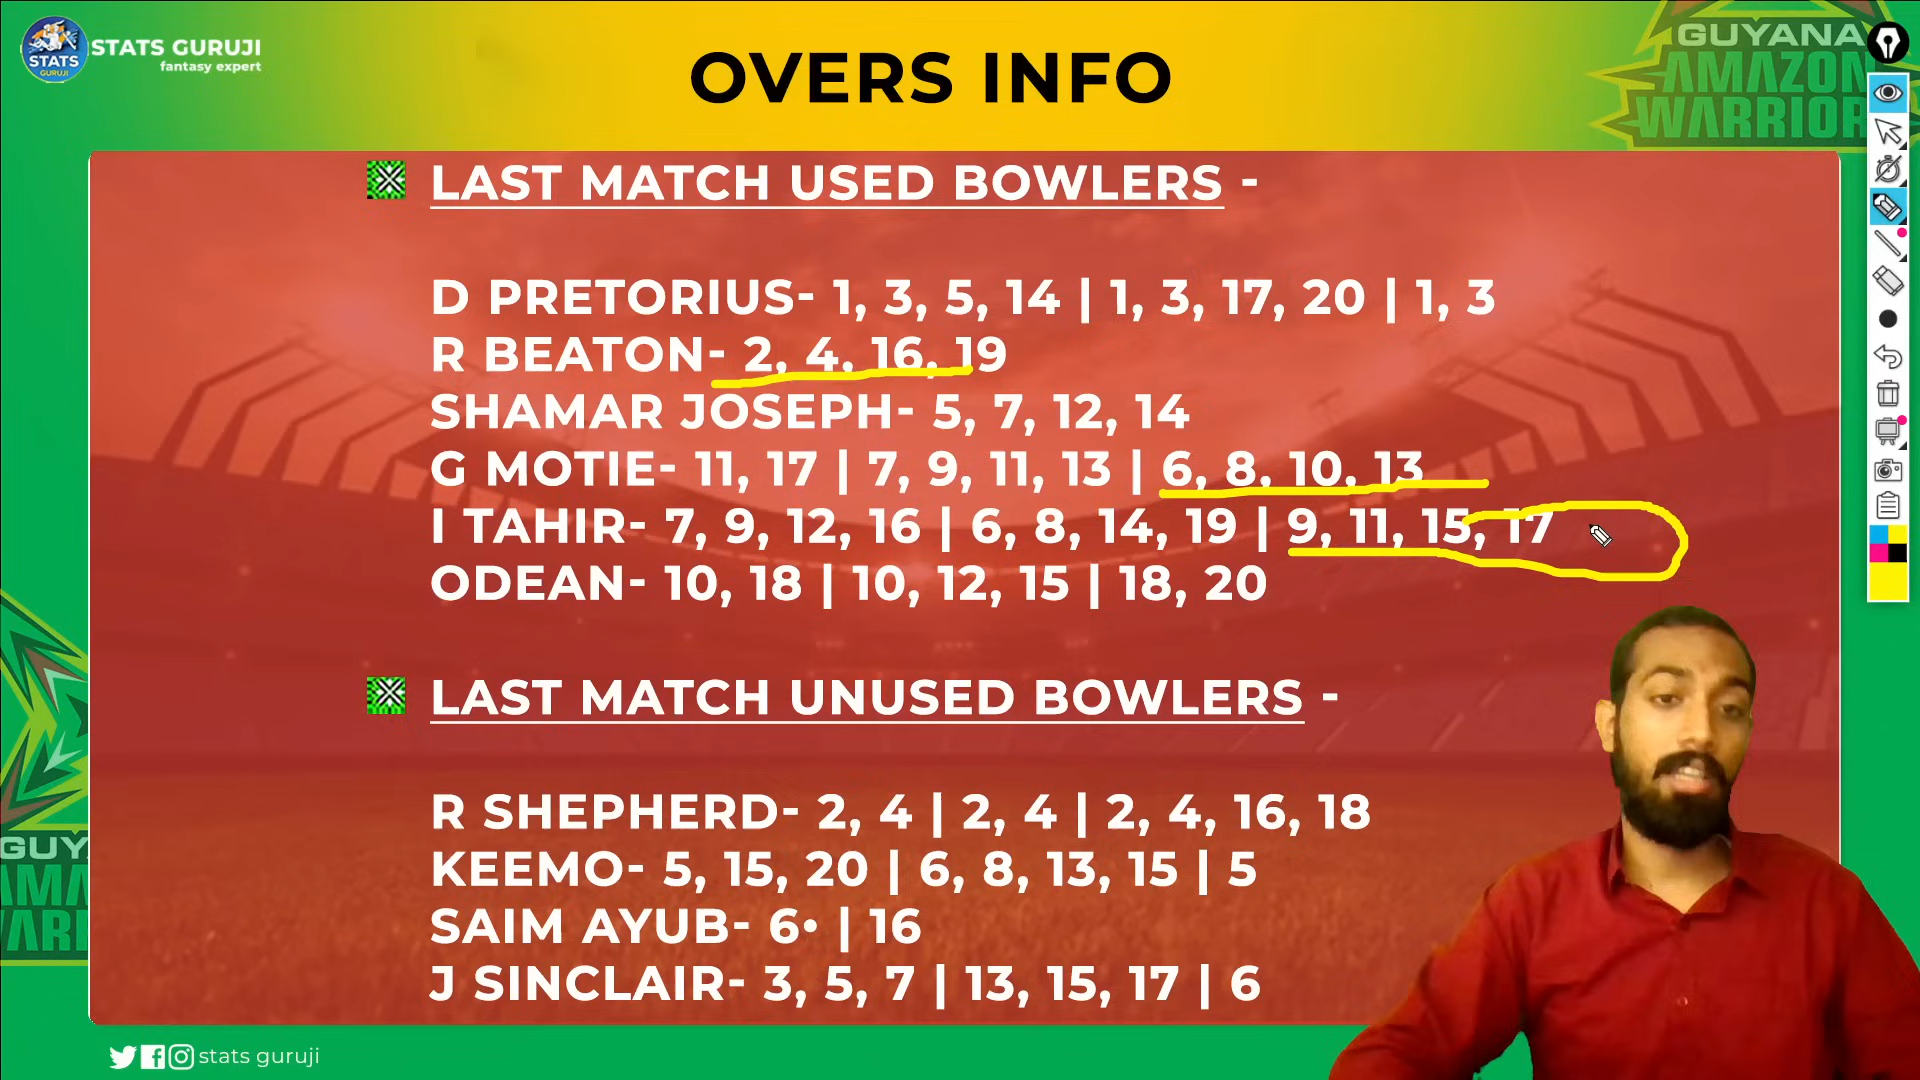 STATS GURUJI
fantasy expert
STATS
GURUJI
OVERS INFO
GUYANA
AMAZON
WARRIOR
LAST MATCH USED BOWLERS -
D PRETORIUS- 1, 3, 5, 14 | 1, 3, 17, 20 | 1, 3
R BEATON- 2, 4, 16, 19
SHAMAR JOSEPH- 5, 7, 12, 14
G MOTIE- 11, 17 | 7, 9, 11, 13 | 6, 8, 10, 13
I TAHIR- 7, 9, 12, 16 | 6, 8, 14, 19 | 9, 11, 15, 17
ODEAN- 10, 18 | 10, 12, 15 | 18, 20
LAST MATCH UNUSED BOWLERS -
R SHEPHERD- 2, 4 | 2, 4 | 2, 4, 16, 18
KEEMO- 5, 15, 20 | 6, 8, 13, 15 | 5
SAIM AYUB- 6• | 16
J SINCLAIR- 3, 5, 7 | 13, 15, 17 | 6
GUY
AMA
WARR
stats guruji